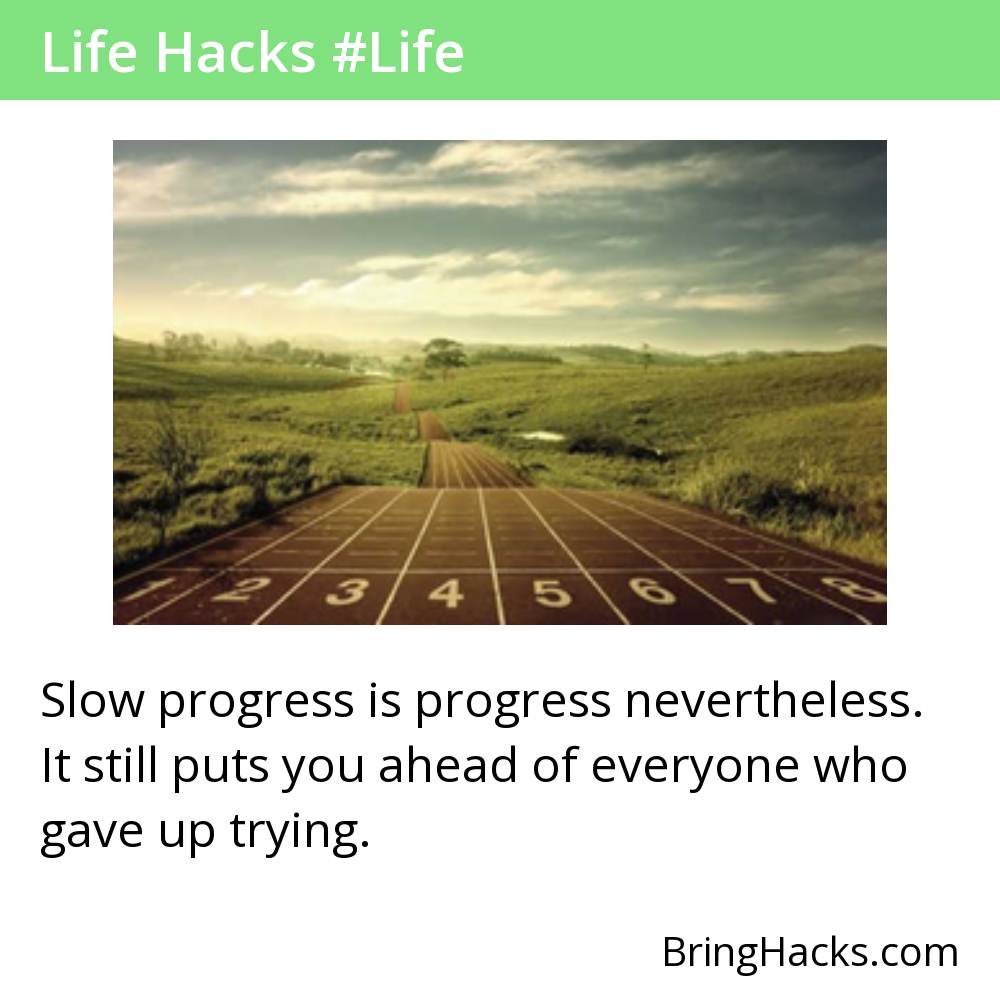 Life Hacks #Life
1 2 3 4 5 6 7 8
Slow progress is progress nevertheless.
It still puts you ahead of everyone who
gave up trying.
BringHacks.com